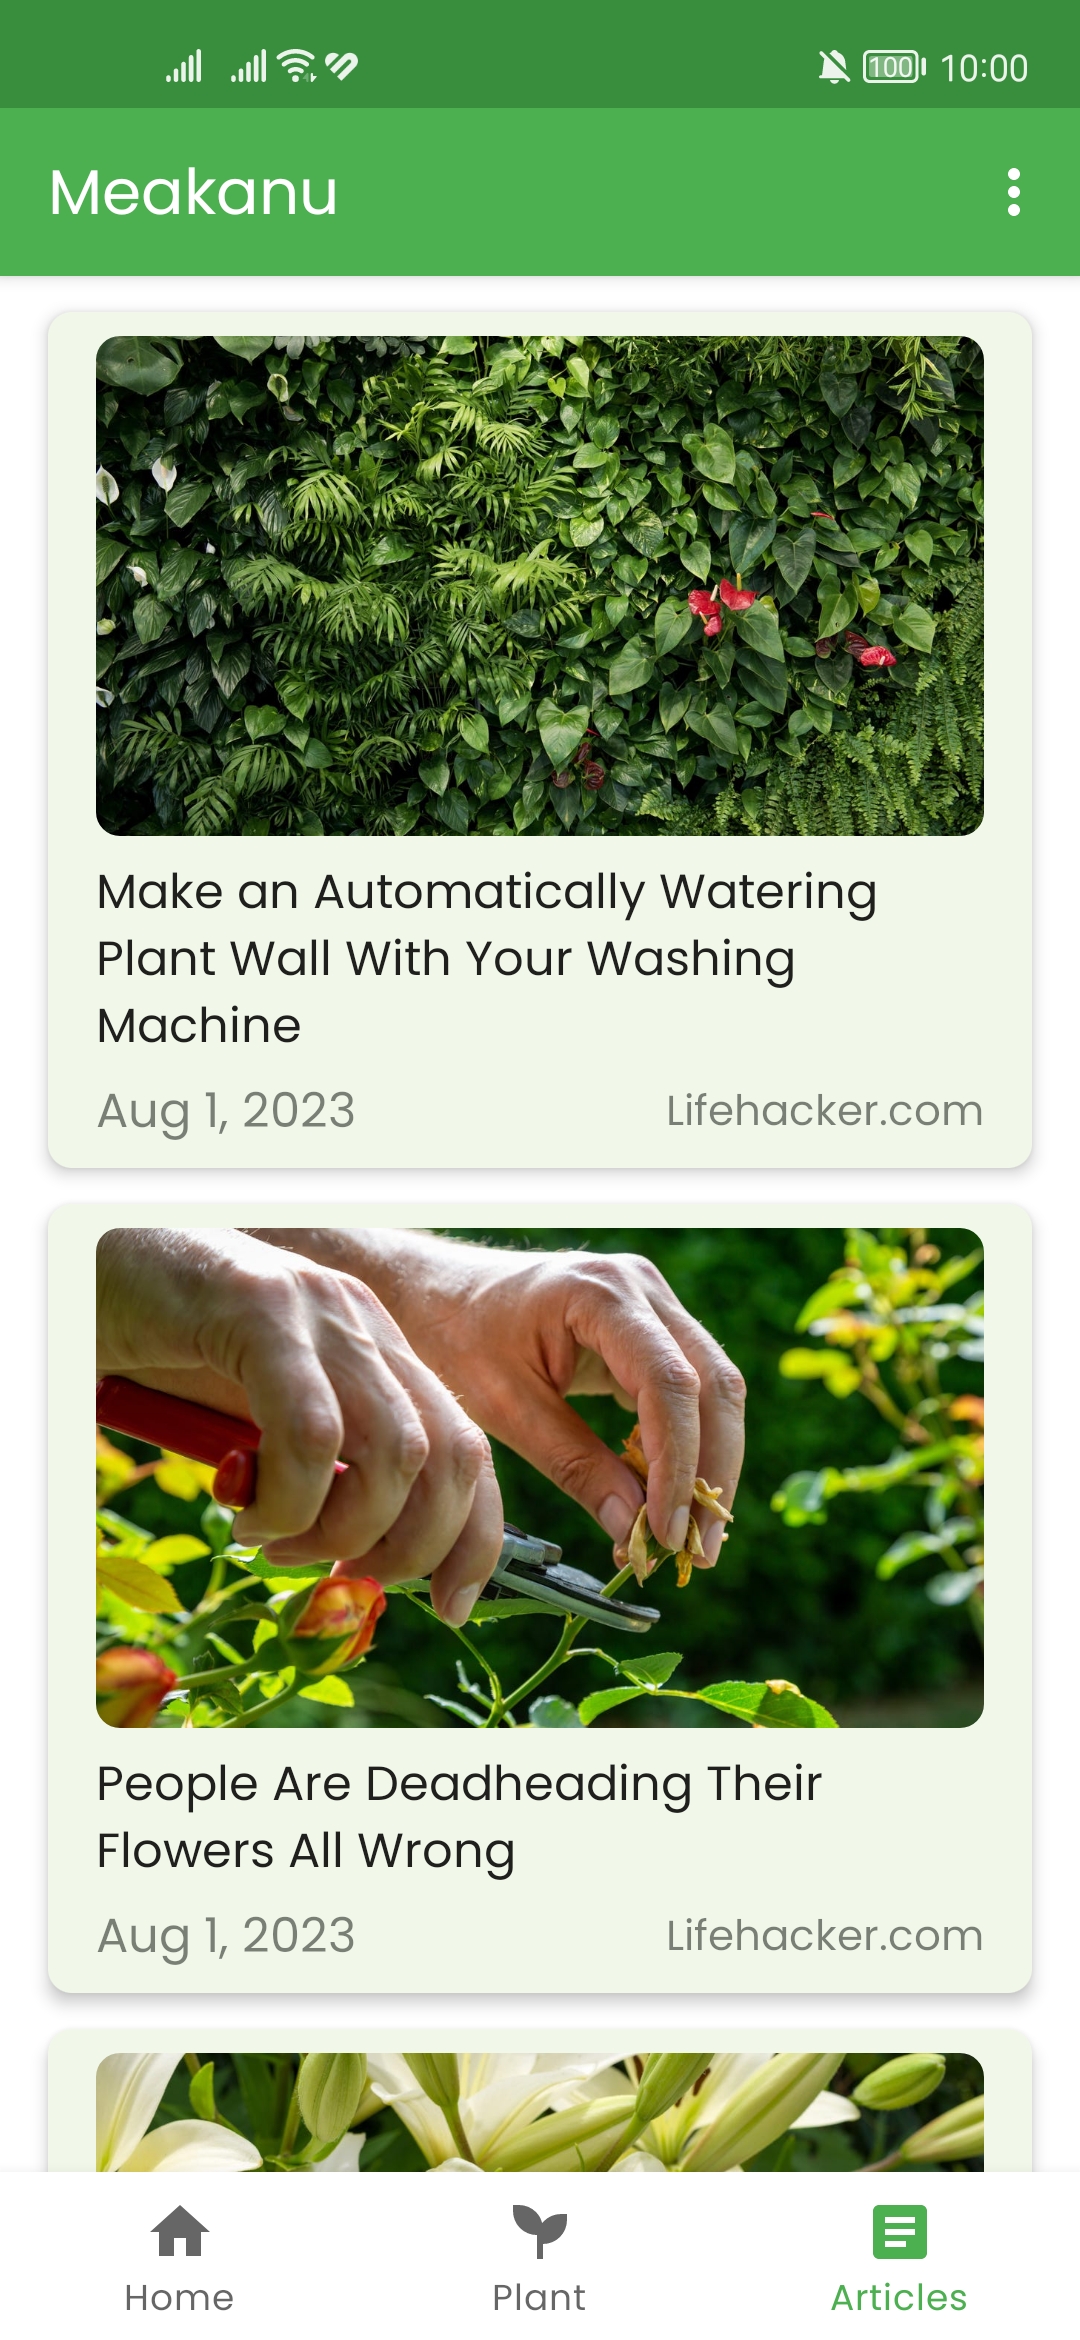 100 10:00
Meakanu
Make an Automatically Watering
Plant Wall With Your Washing
Machine
Aug 1, 2023 Lifehacker.com
People Are Deadheading Their
Flowers All Wrong
Aug 1, 2023 Lifehacker.com
Home Plant Articles